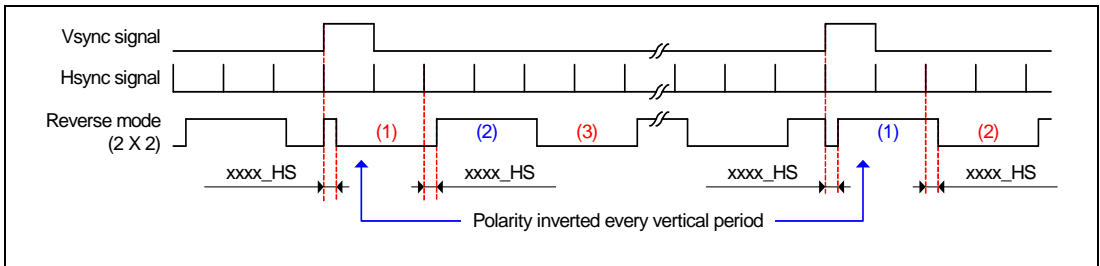 Vsync signal
Hsync signal
Reverse mode
(2 X 2)
(1)
(2)
(3)
(1)
(2)
xxxx_HS
xxxx_HS
xxxx_HS
xxxx_HS
Polarity inverted every vertical period